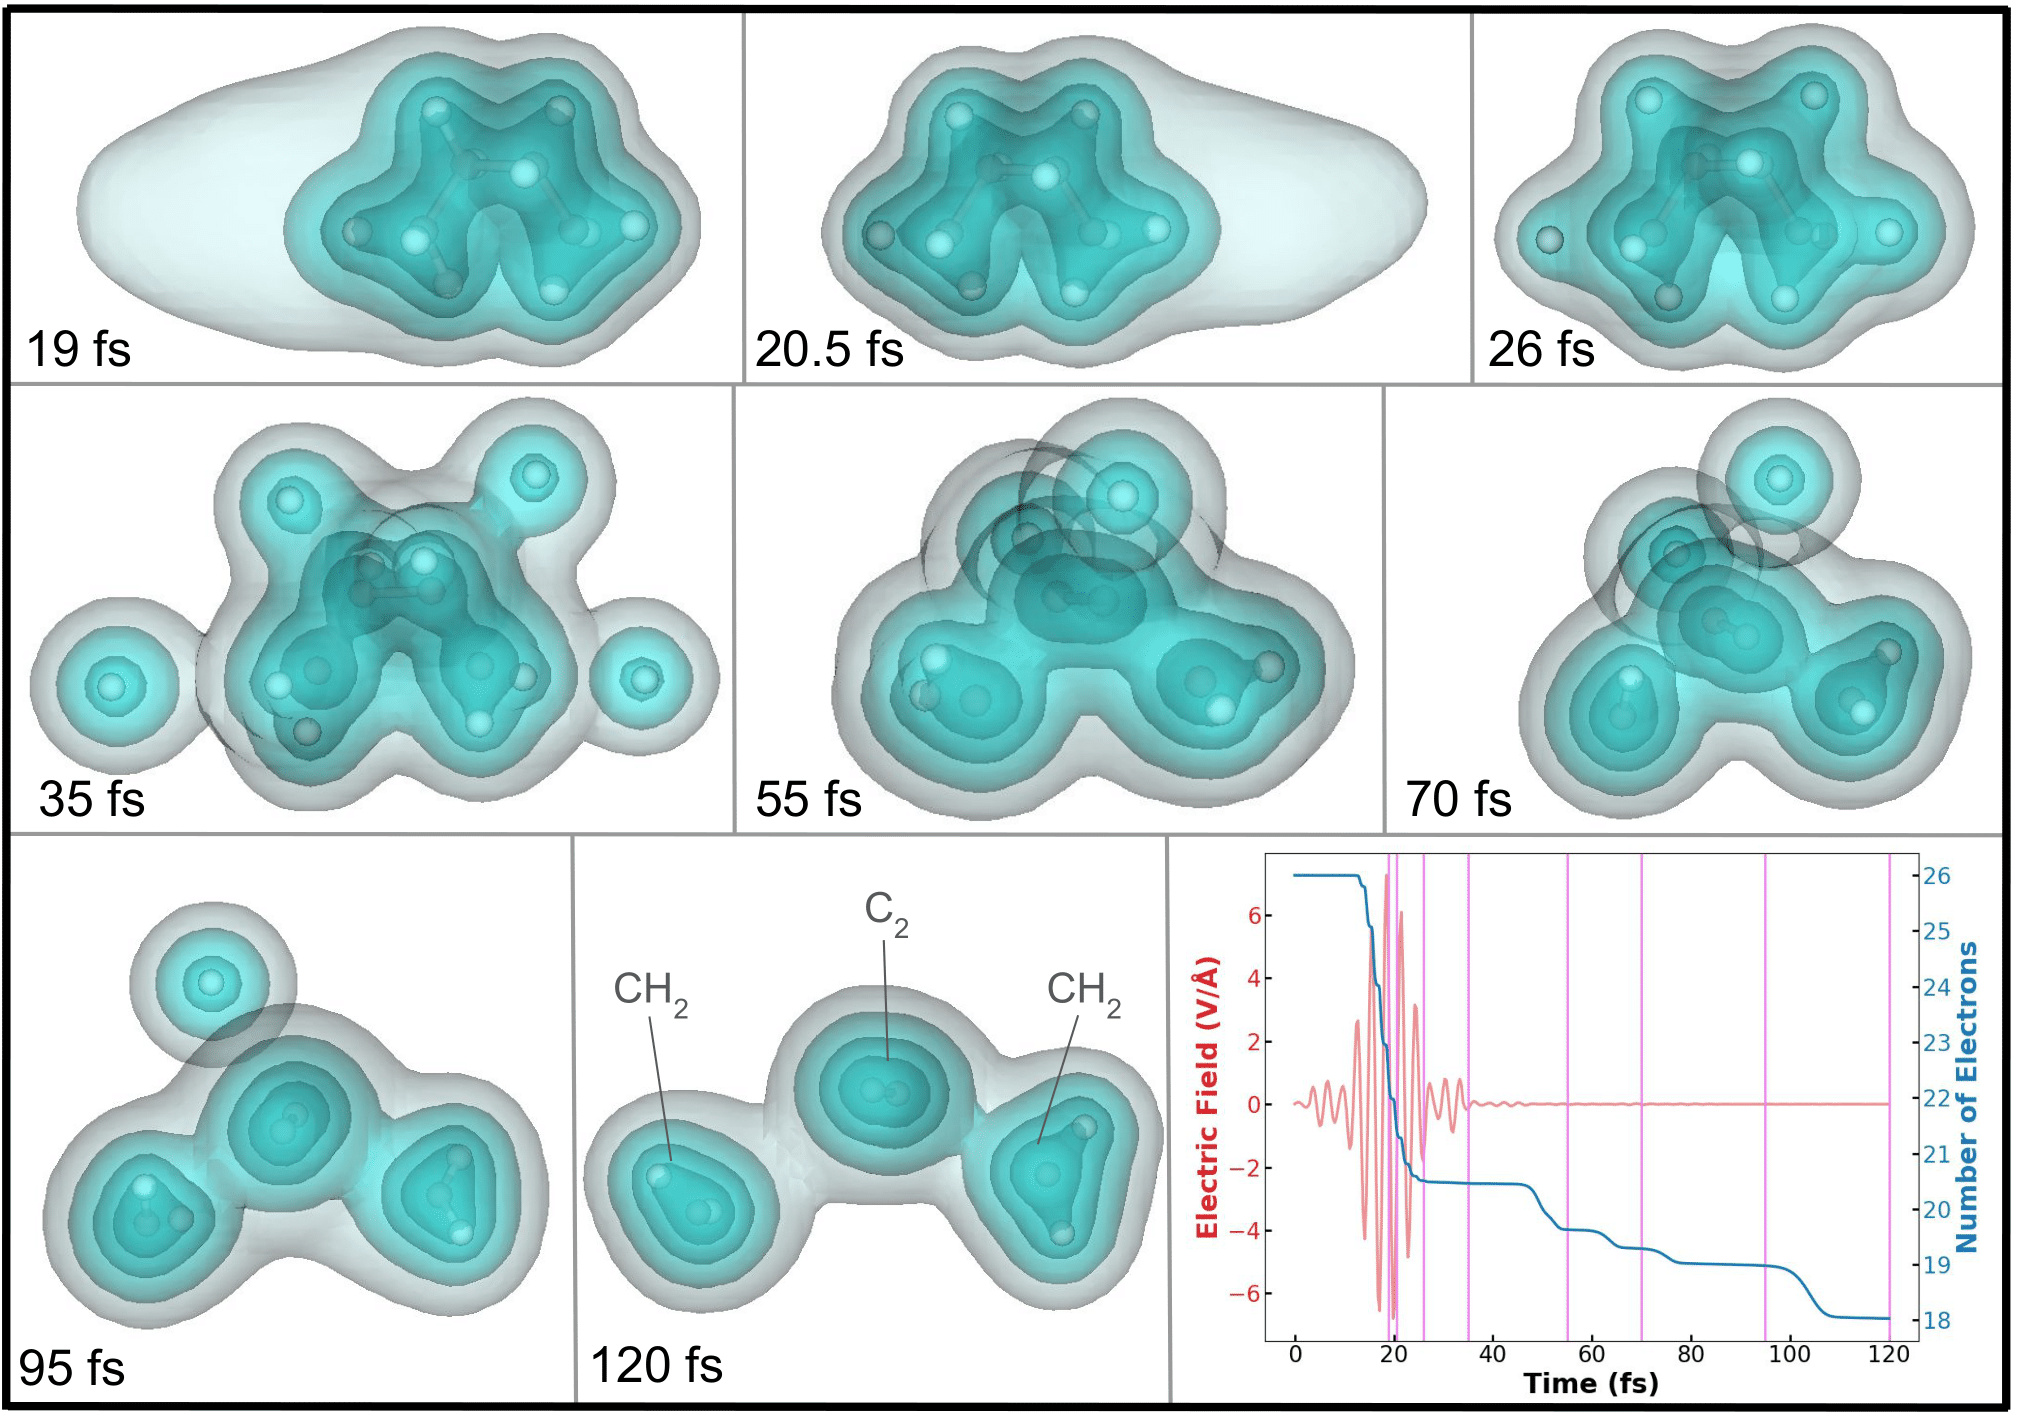 19 fs
20.5 fs
26 fs
35 fs
55 fs
70 fs
95 fs
CH2
C2
CH2
120 fs
Electric Field (V/Å)
6
4
2
0
−2
−4
−6
0 20 40 60 80 100 120
Time (fs)
26
25
24
23
22
21
20
19
18
Number of Electrons